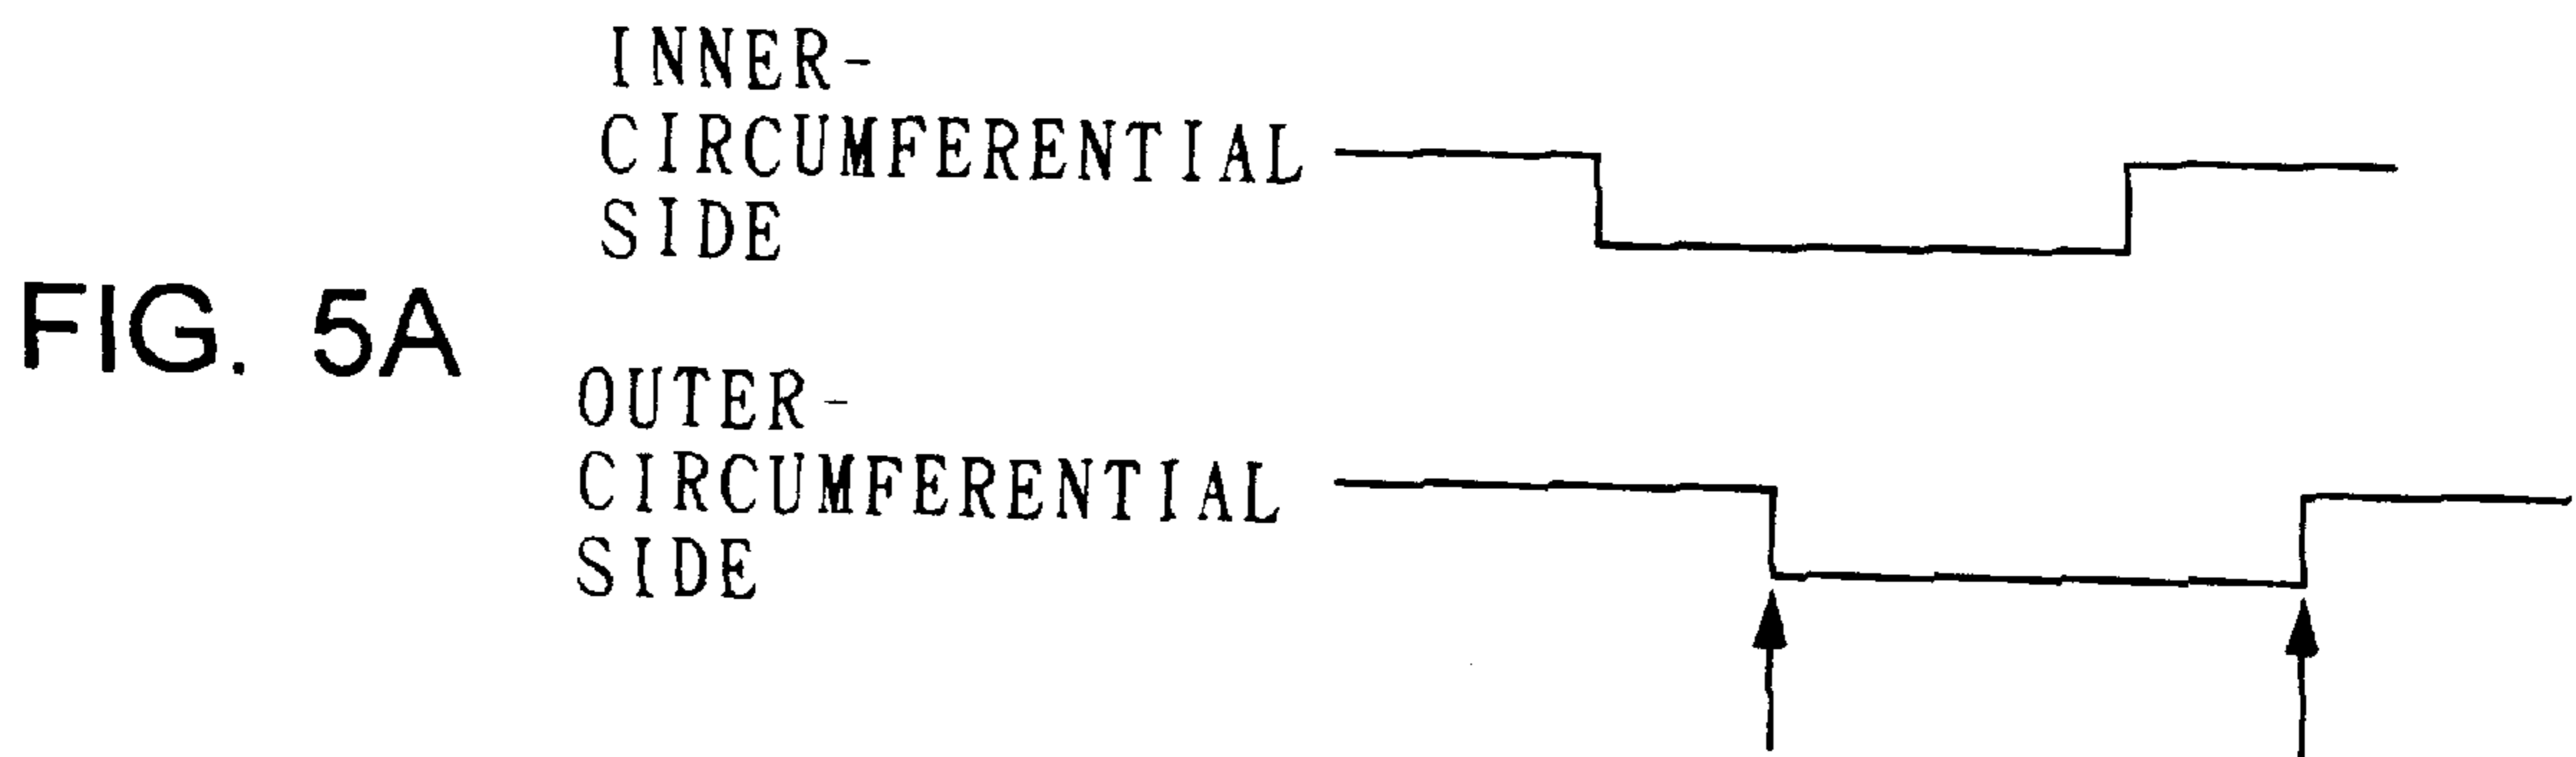 INNER-
CIRCUMFERENTIAL
SIDE
FIG. 5A
OUTER-
CIRCUMFERENTIAL
SIDE